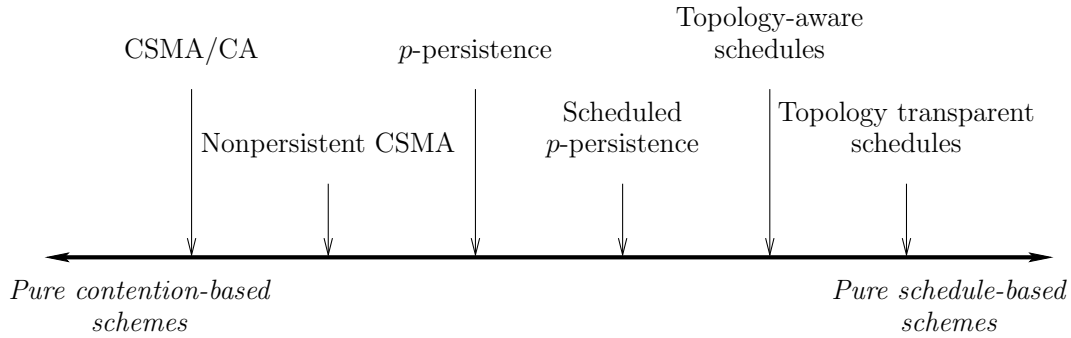 Topology-aware
schedules
CSMA/CA
p-persistence
Scheduled
p-persistence
Topology transparent
schedules
Nonpersistent CSMA
Pure contention-based
schemes
Pure schedule-based
schemes